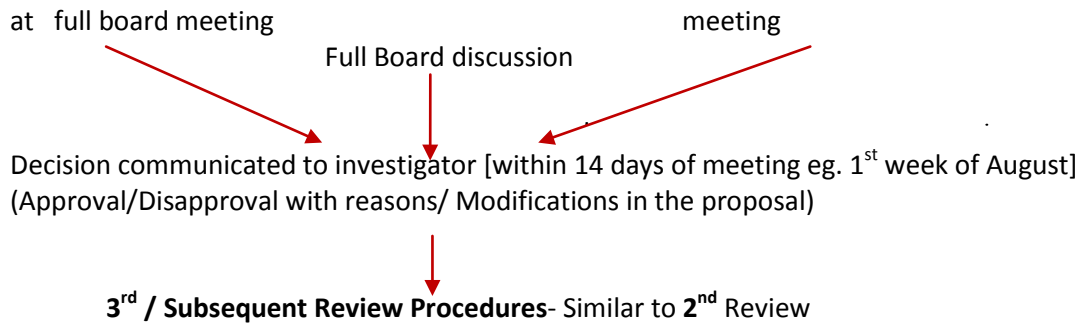 at full board meeting meeting
Full Board discussion
Decision communicated to investigator [within 14 days of meeting eg. 1st week of August]
(Approval/Disapproval with reasons/ Modifications in the proposal)
3rd / Subsequent Review Procedures- Similar to 2nd Review